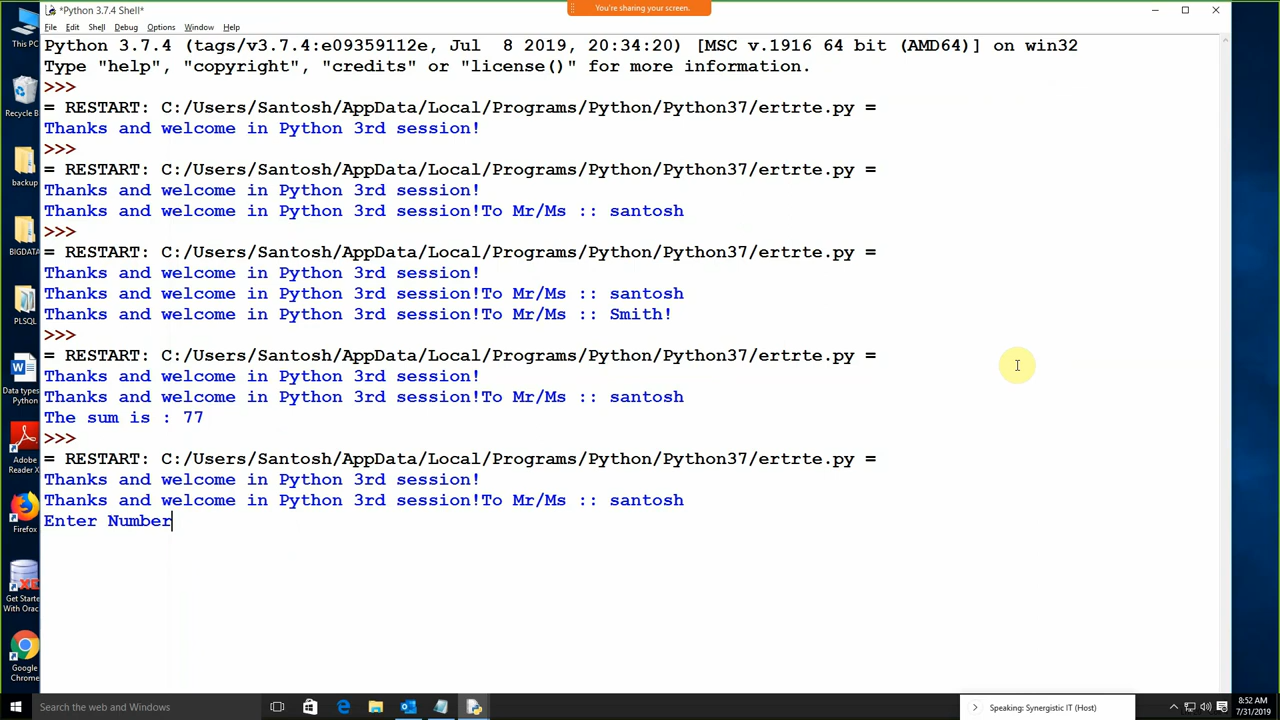 *Python 3.7.4 Shell*
You're sharing your screen.
File Edit Shell Debug Options Window Help
Python 3.7.4 (tags/v3.7.4:e09359112e, Jul  8 2019, 20:34:20) [MSC v.1916 64 bit (AMD64)] on win32
Type "help", "copyright", "credits" or "license()" for more information.
>>>
= RESTART: C:/Users/Santosh/AppData/Local/Programs/Python/Python37/ertrte.py =
Thanks and welcome in Python 3rd session!
>>>
= RESTART: C:/Users/Santosh/AppData/Local/Programs/Python/Python37/ertrte.py =
Thanks and welcome in Python 3rd session!
Thanks and welcome in Python 3rd session!To Mr/Ms :: santosh
>>>
= RESTART: C:/Users/Santosh/AppData/Local/Programs/Python/Python37/ertrte.py =
Thanks and welcome in Python 3rd session!
Thanks and welcome in Python 3rd session!To Mr/Ms :: santosh
Thanks and welcome in Python 3rd session!To Mr/Ms :: Smith!
>>>
= RESTART: C:/Users/Santosh/AppData/Local/Programs/Python/Python37/ertrte.py =
Thanks and welcome in Python 3rd session!
Thanks and welcome in Python 3rd session!To Mr/Ms :: santosh
The sum is : 77
>>>
= RESTART: C:/Users/Santosh/AppData/Local/Programs/Python/Python37/ertrte.py =
Thanks and welcome in Python 3rd session!
Thanks and welcome in Python 3rd session!To Mr/Ms :: santosh
Enter Number
This PC
Recycle B
backup
BIGDATA
PLSQL
Data types
Python
Adobe
Reader X
Firefox
Get Starte
With Orac
Google
Chrome
Search the web and Windows
Speaking: Synergistic IT (Host)
8:52 AM
7/31/2019